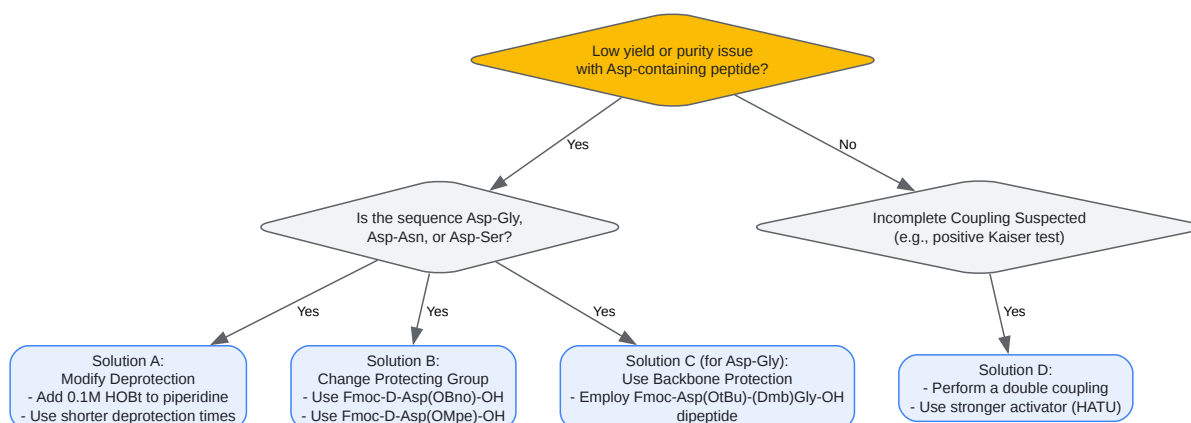 Low yield or purity issue
with Asp-containing peptide?
Yes
No
Is the sequence Asp-Gly,
Asp-Asn, or Asp-Ser?
Incomplete Coupling Suspected
(e.g., positive Kaiser test)
Yes
Yes
Yes
Yes
Solution A:
Modify Deprotection
- Add 0.1M HOBt to piperidine
- Use shorter deprotection times
Solution B:
Change Protecting Group
- Use Fmoc-D-Asp(OBno)-OH
- Use Fmoc-D-Asp(OMpe)-OH
Solution C (for Asp-Gly):
Use Backbone Protection
- Employ Fmoc-Asp(OtBu)-(Dmb)Gly-OH
dipeptide
Solution D:
- Perform a double coupling
- Use stronger activator (HATU)